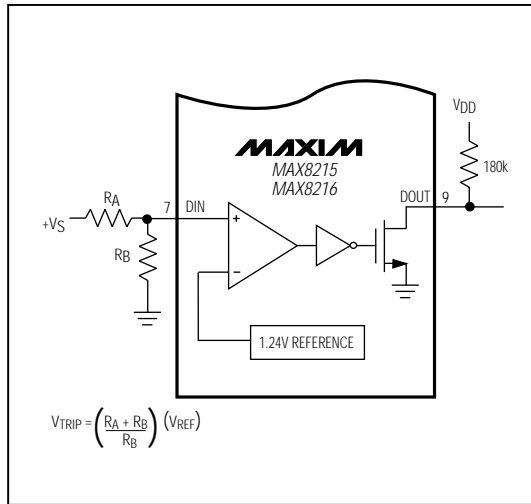 VDD
MAXIM
MAX8215
MAX8216
180k
RA
7 DIN
DOUT 9
+
+VS
RB
−
1.24V REFERENCE
VTRIP = (RA + RB / RB) (VREF)